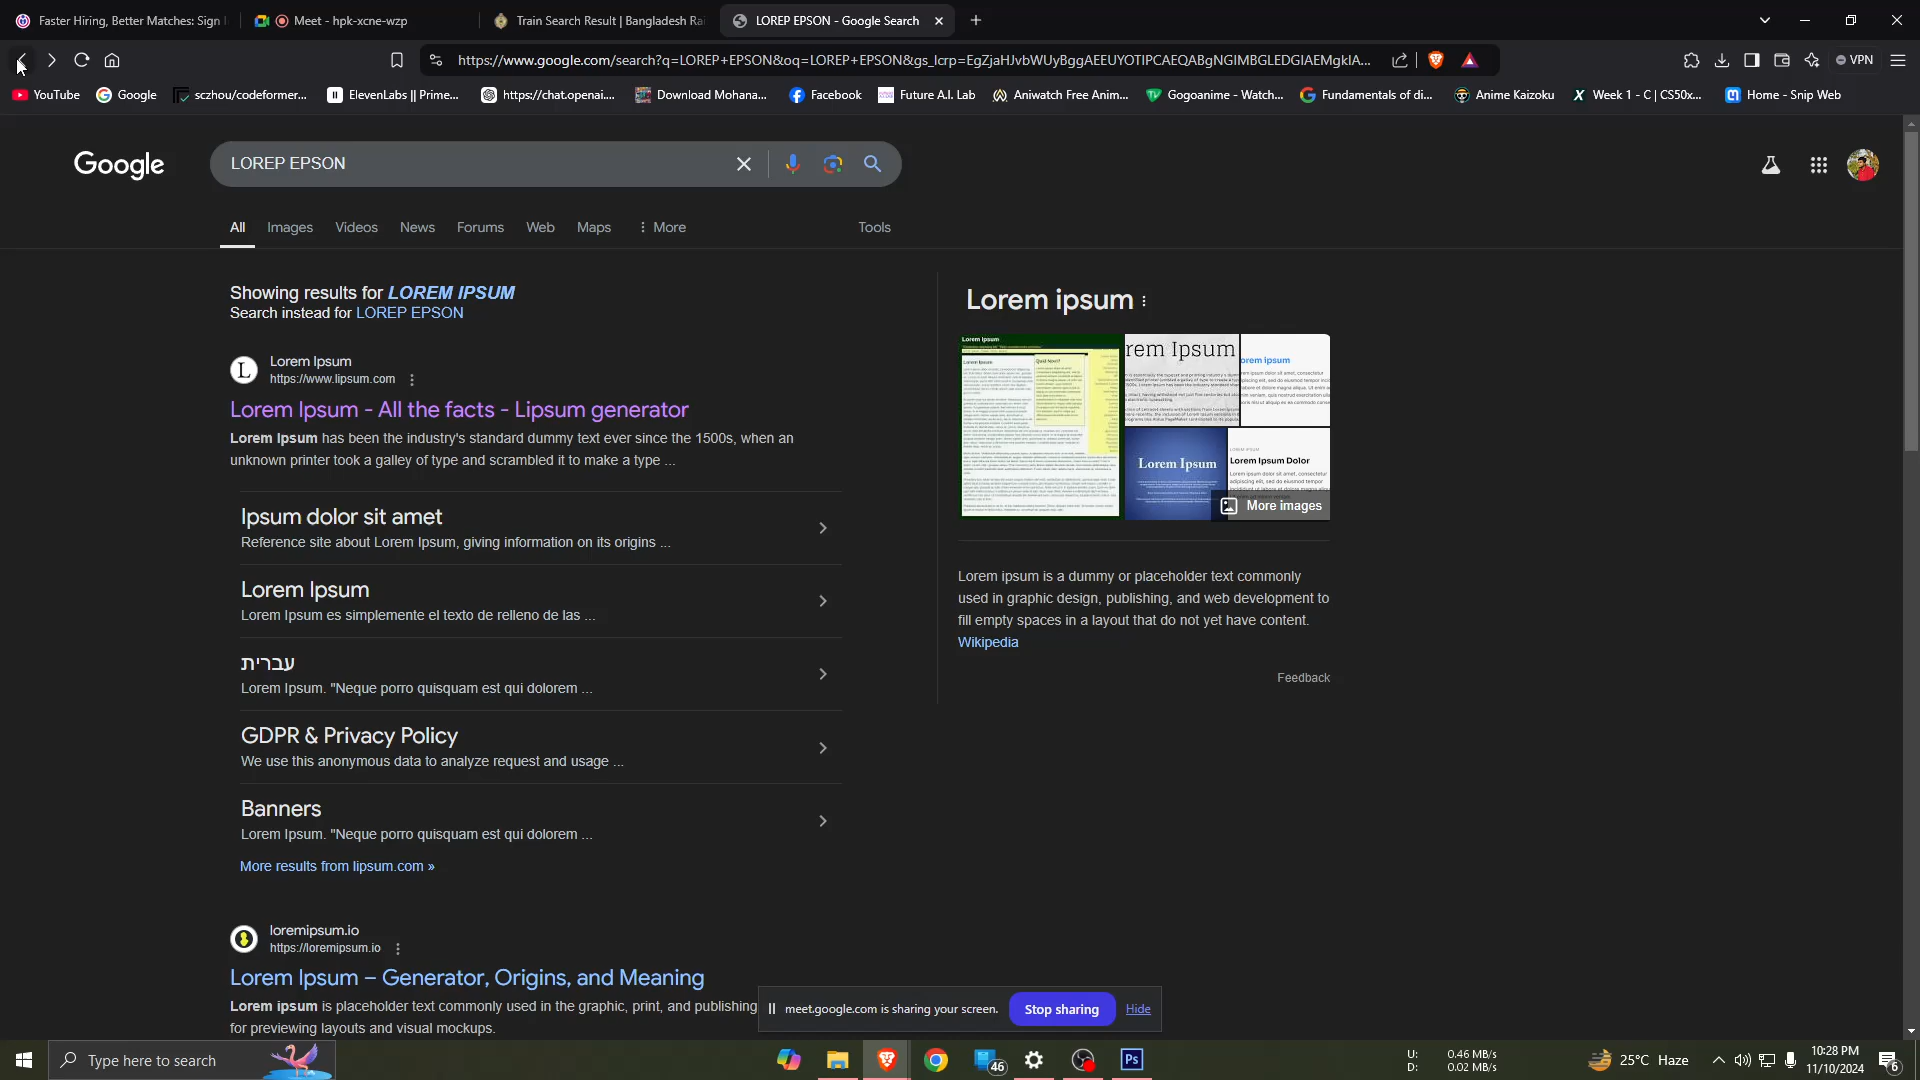 Faster Hiring, Better Matches: Sign I
Meet - hpk-xcne-wzp
Train Search Result | Bangladesh Rai
LOREP EPSON - Google Search
https://www.google.com/search?q=LOREP+EPSON&oq=LOREP+EPSON&gs_lcrp=EgZjaHJvbWUyBggAEEUYOTIPCAEQABgNGIMBGLEDGIAEMgkIA...
VPN
YouTube
Google
sczhou/codeformer...
ElevenLabs || Prime...
https://chat.openai....
Download Mohana...
Facebook
Future A.I. Lab
Aniwatch Free Anim...
Gogoanime - Watch...
Fundamentals of di...
Anime Kaizoku
Week 1 - C | CS50x...
Home - Snip Web
Google
LOREP EPSON
All Images Videos News Forums Web Maps More Tools
Showing results for LOREM IPSUM
Search instead for LOREP EPSON
Lorem Ipsum
https://www.lipsum.com
Lorem Ipsum - All the facts - Lipsum generator
Lorem Ipsum has been the industry's standard dummy text ever since the 1500s, when an
unknown printer took a galley of type and scrambled it to make a type ...
Ipsum dolor sit amet
Reference site about Lorem Ipsum, giving information on its origins ...
Lorem Ipsum
Lorem Ipsum es simplemente el texto de relleno de las ...
עברית
Lorem Ipsum. "Neque porro quisquam est qui dolorem ...
GDPR & Privacy Policy
We use this anonymous data to analyze request and usage ...
Banners
Lorem Ipsum. "Neque porro quisquam est qui dolorem ...
More results from lipsum.com »
loremipsum.io
https://loremipsum.io
Lorem Ipsum – Generator, Origins, and Meaning
Lorem ipsum is placeholder text commonly used in the graphic, print, and publishing
for previewing layouts and visual mockups.
Lorem ipsum
Lorem Ipsum
rem Ipsum
orem ipsum
Lorem Ipsum
Lorem Ipsum Dolor
More images
Lorem ipsum is a dummy or placeholder text commonly
used in graphic design, publishing, and web development to
fill empty spaces in a layout that do not yet have content.
Wikipedia
Feedback
meet.google.com is sharing your screen.
Stop sharing
Hide
Type here to search
46
Ps
U: 0.46 MB/s
D: 0.02 MB/s
25°C Haze
10:28 PM
11/10/2024
6